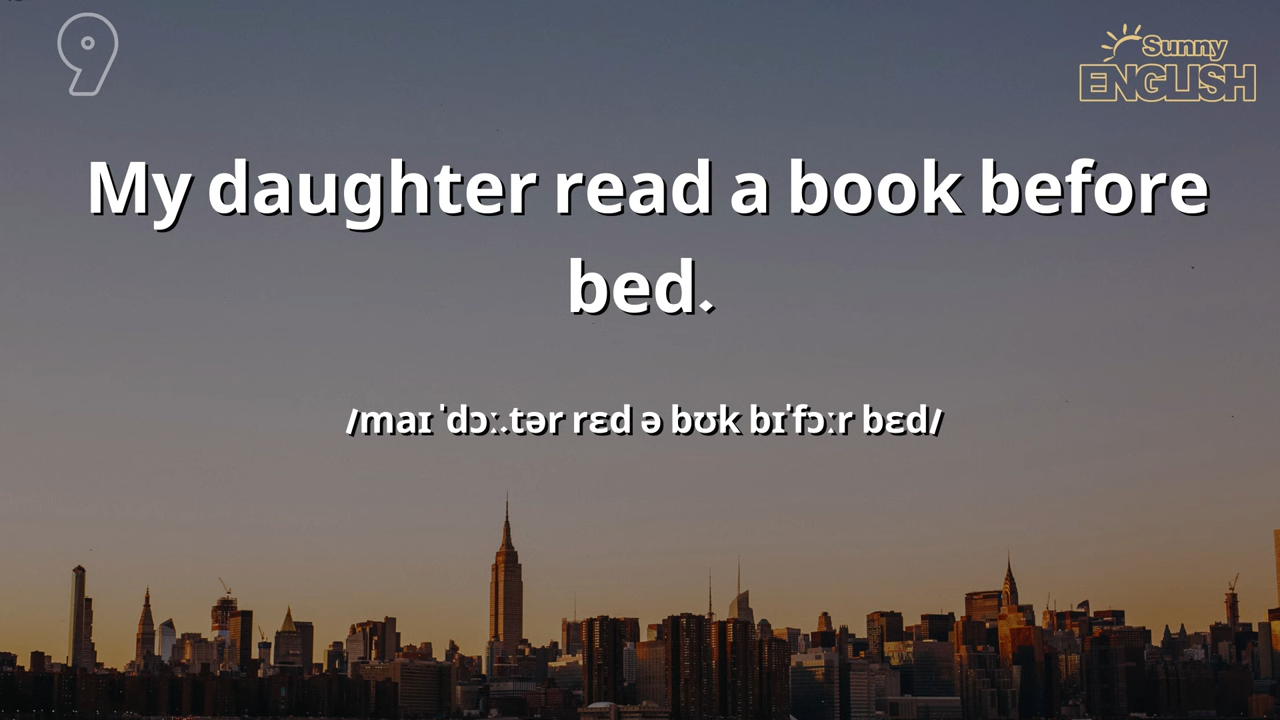 9
Sunny
ENGLISH
My daughter read a book before
bed.
/maɪ ˈdɔː.tər rɛd ə bʊk bɪˈfɔːr bɛd/